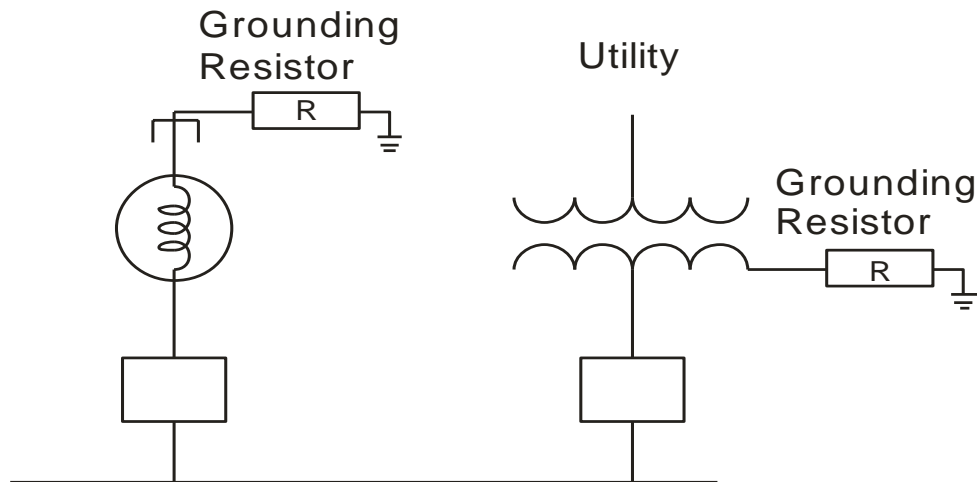 Grounding
Resistor
R
Utility
Grounding
Resistor
R